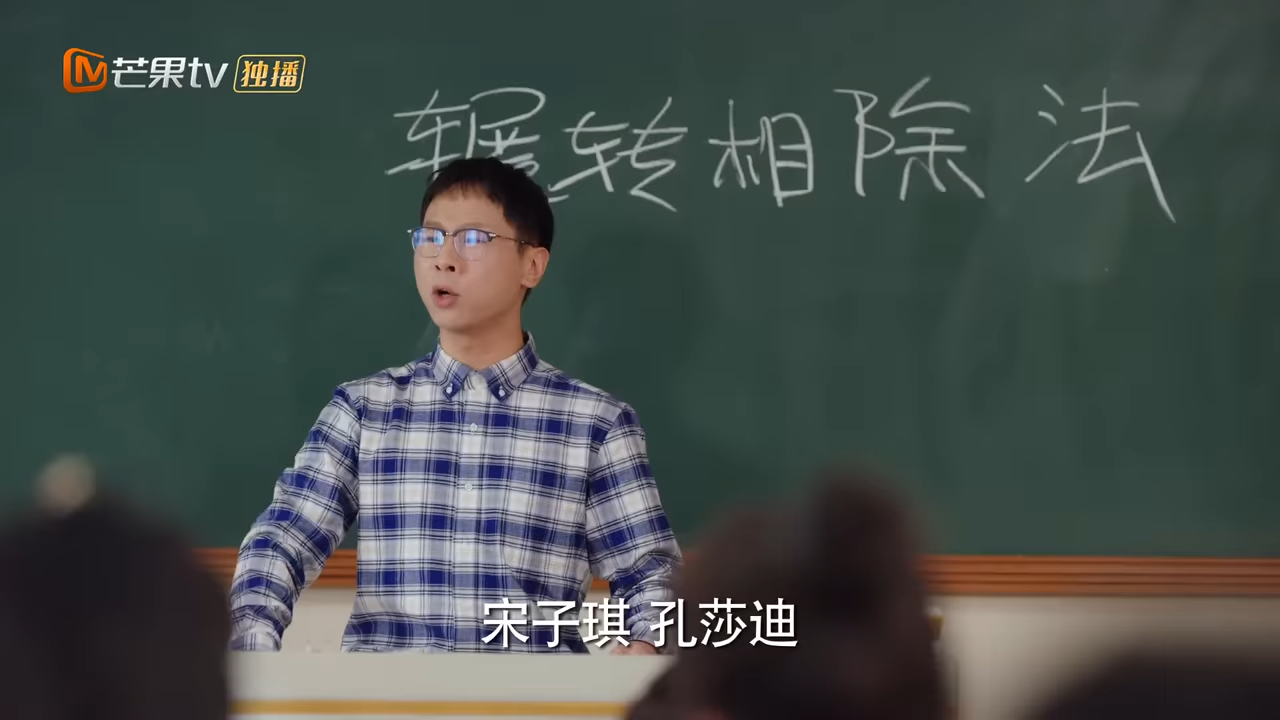 芒果tv 独播
辗转相除法
宋子琪 孔莎迪